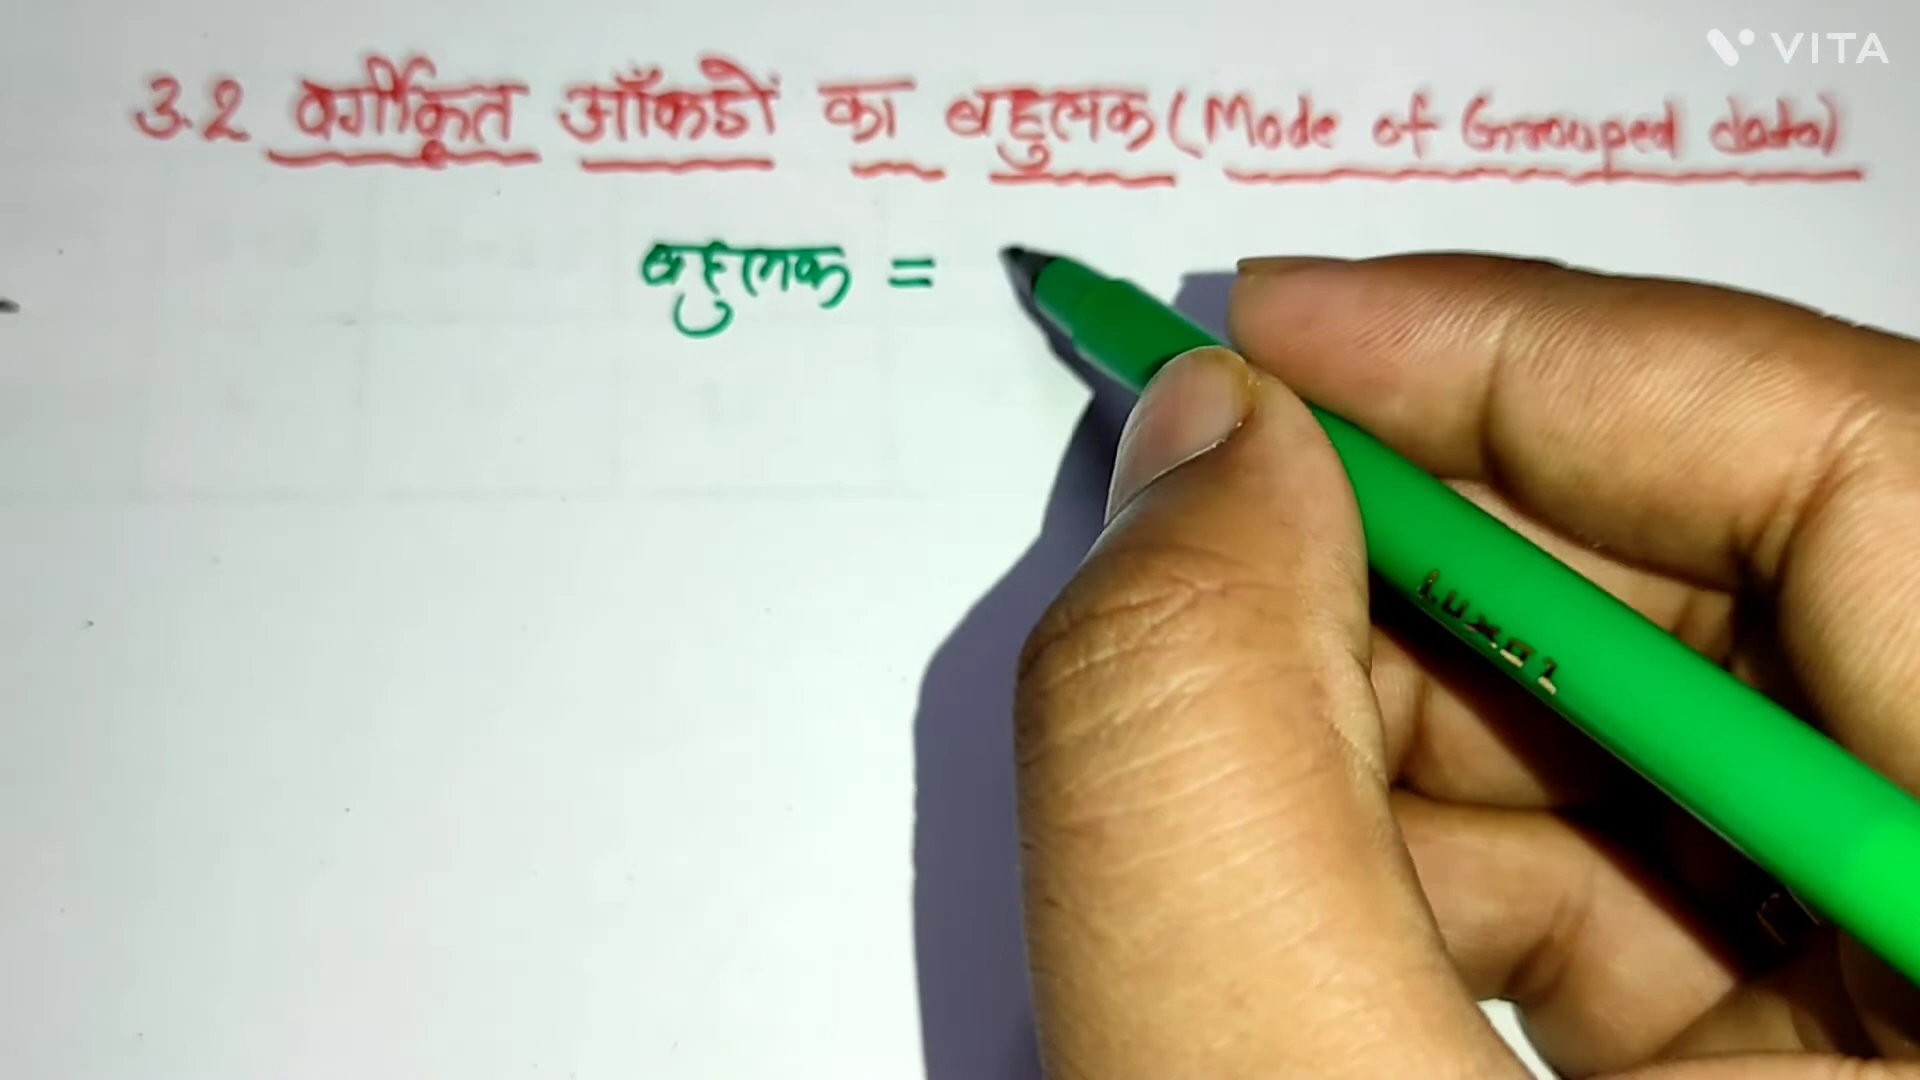 VITA
3.2 वर्गीकृत आँकडों का बहुलक (Mode of Grouped data)
बहुलक =
Luxor